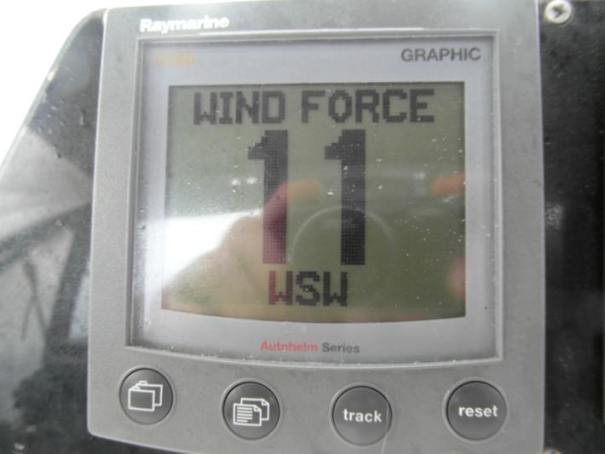 Raymarine
GRAPHIC
WIND FORCE
11
WSW
Autohelm Series
track
reset